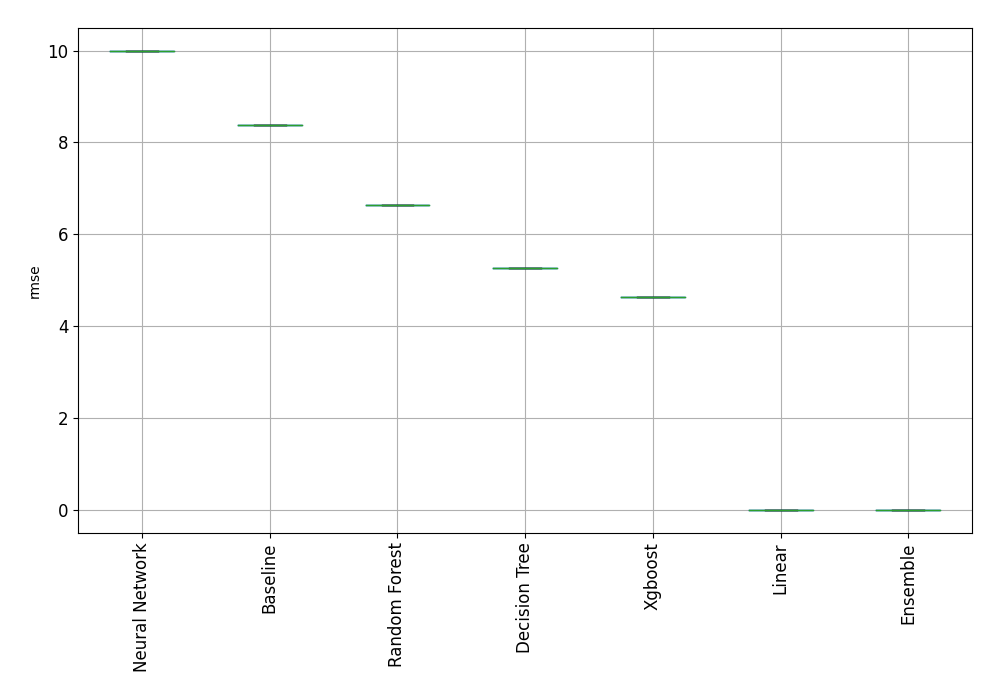 10
8
6
4
2
0
rmse
Neural Network
Baseline
Random Forest
Decision Tree
Xgboost
Linear
Ensemble